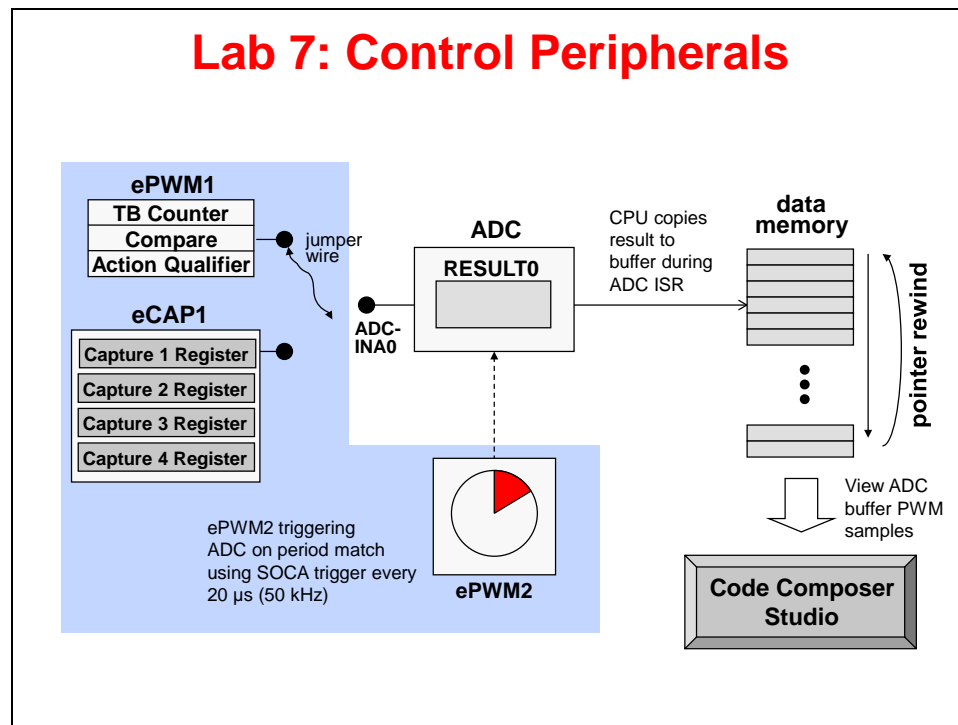 Lab 7: Control Peripherals
ePWM1
TB Counter
Compare
Action Qualifier
jumper
wire
eCAP1
Capture 1 Register
Capture 2 Register
Capture 3 Register
Capture 4 Register
ADC-
INA0
ADC
RESULT0
CPU copies
result to
buffer during
ADC ISR
data
memory
pointer rewind
ePWM2 triggering
ADC on period match
using SOCA trigger every
20 µs (50 kHz)
ePWM2
View ADC
buffer PWM
samples
Code Composer
Studio